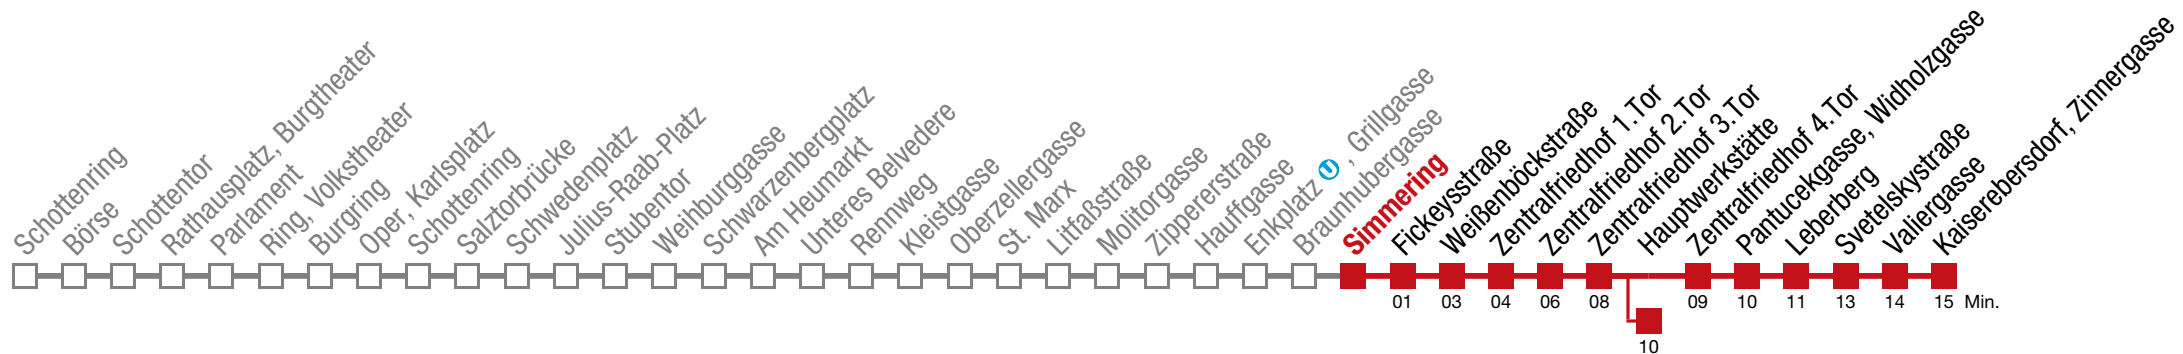 Schottenring
Börse
Schottentor
Rathausplatz, Burgtheater
Parlament
Ring, Volkstheater
Burgring
Oper, Karlsplatz
Schottenring
Salztorbrücke
Schwedenplatz
Julius-Raab-Platz
Stubentor
Weihburggasse
Schwarzenbergplatz
Am Heumarkt
Unteres Belvedere
Rennweg
Kleistgasse
Oberzellergasse
St. Marx
Litfaßstraße
Molitorgasse
Zippererstraße
Hauffgasse
Enkplatz U, Grillgasse
Braunhubergasse
Simmering
Fickeysstraße
Weißenböckstraße
Zentralfriedhof 1.Tor
Zentralfriedhof 2.Tor
Zentralfriedhof 3.Tor
Hauptwerkstätte
Zentralfriedhof 4.Tor
Pantucekgasse, Widholzgasse
Leberberg
Svetelskystraße
Valiergasse
Kaiserebersdorf, Zinnergasse
01 03 04 06 08 09 10 11 13 14 15 Min.
10